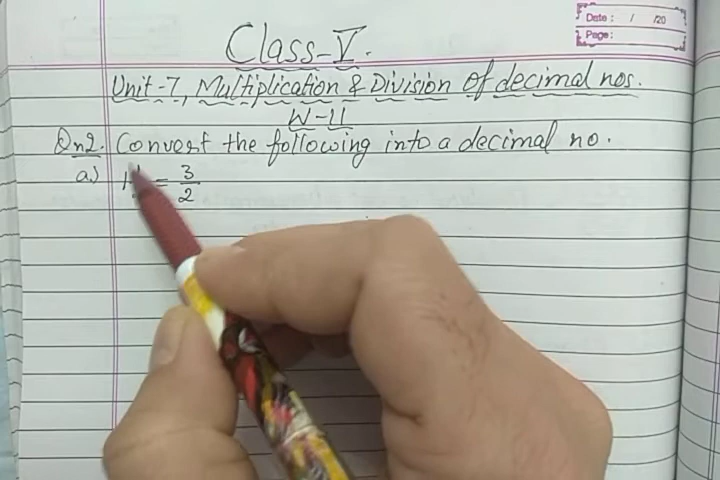 Date: / /20
Page:
Class-V.
Unit-7, Multiplication & Division of decimal nos.
W-11
Qn2. Convert the following into a decimal no.
a.) 1 = 3/2